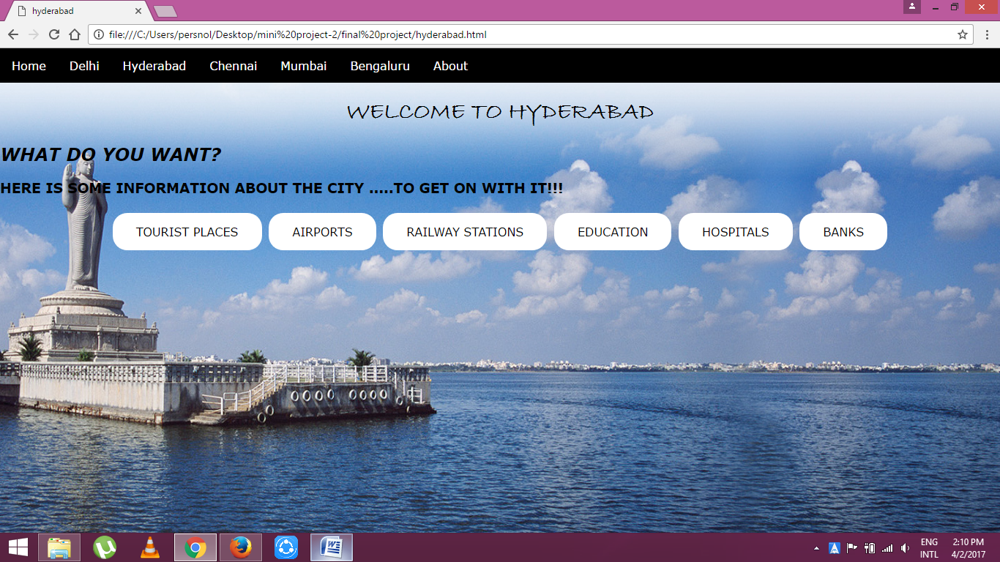 hyderabad
file:///C:/Users/persnol/Desktop/mini%20project-2/final%20project/hyderabad.html
Home Delhi Hyderabad Chennai Mumbai Bengaluru About
WELCOME TO HYDERABAD
WHAT DO YOU WANT?
HERE IS SOME INFORMATION ABOUT THE CITY .....TO GET ON WITH IT!!!
TOURIST PLACES AIRPORTS RAILWAY STATIONS EDUCATION HOSPITALS BANKS
ENG 2:10 PM
INTL 4/2/2017